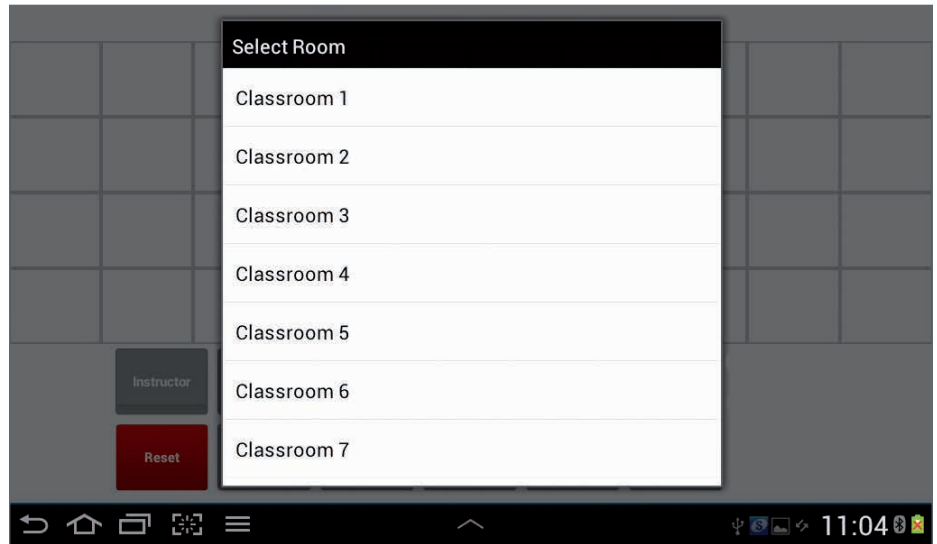 Select Room
Classroom 1
Classroom 2
Classroom 3
Classroom 4
Classroom 5
Classroom 6
Classroom 7
Instructor
Reset
11:04